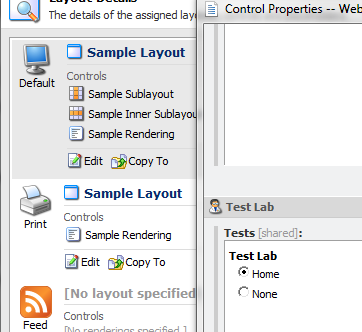 Layout Details
The details of the assigned layo
Default
Sample Layout
Controls
Sample Sublayout
Sample Inner Sublayou
Sample Rendering
Edit Copy To
Print
Sample Layout
Controls
Sample Rendering
Edit Copy To
Feed
[No layout specified
Controls
[No renderings specified.]
Control Properties -- Web
Test Lab
Tests [shared]:
Test Lab
Home
None